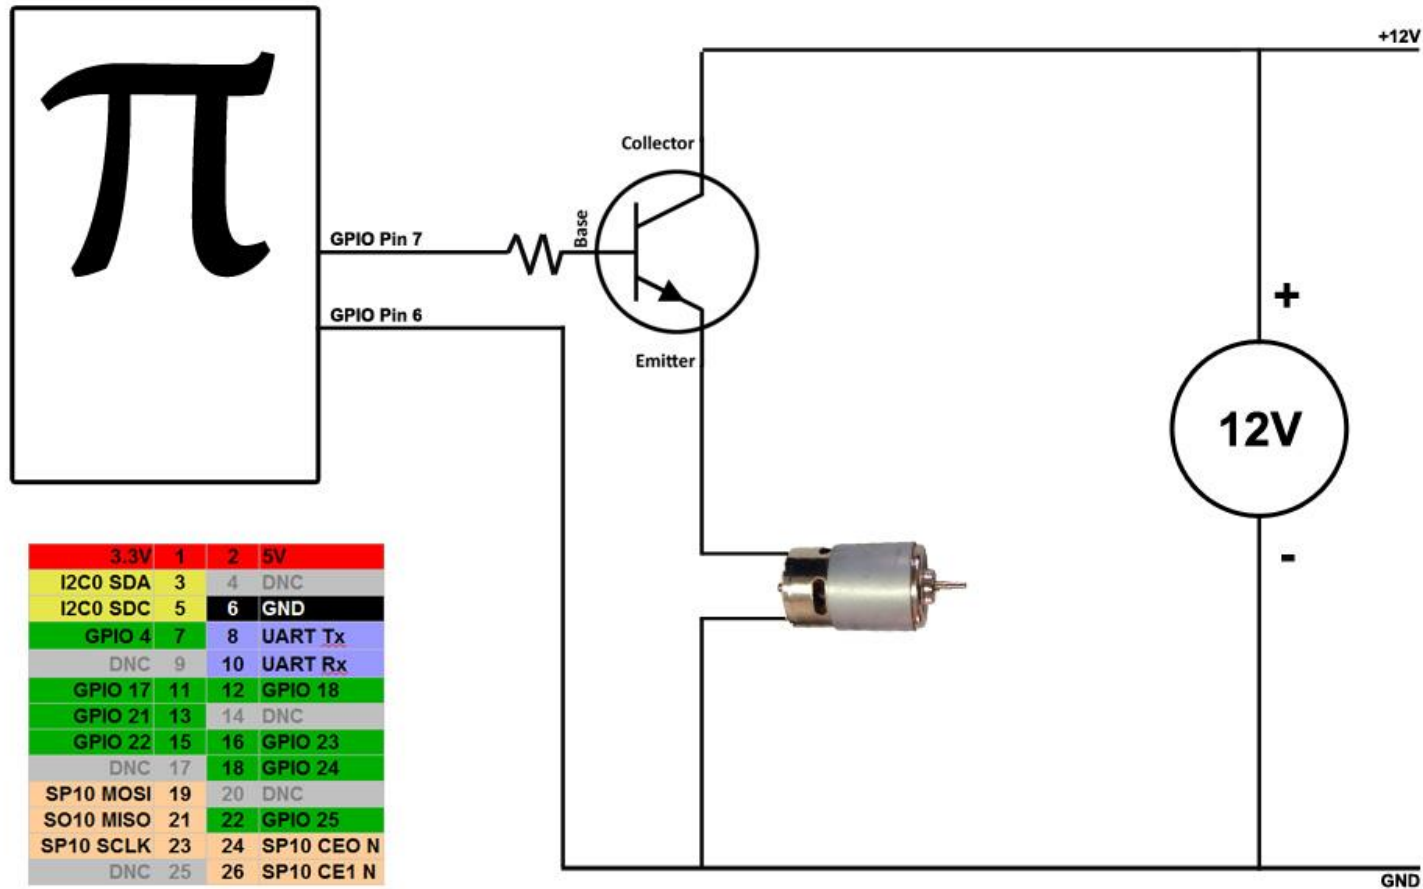 π
+12V
Collector
Base
GPIO Pin 7
GPIO Pin 6
Emitter
+
12V
-
3.3V 1 2 5V
I2C0 SDA 3 4 DNC
I2C0 SDC 5 6 GND
GPIO 4 7 8 UART Tx
DNC 9 10 UART Rx
GPIO 17 11 12 GPIO 18
GPIO 21 13 14 DNC
GPIO 22 15 16 GPIO 23
DNC 17 18 GPIO 24
SP10 MOSI 19 20 DNC
SO10 MISO 21 22 GPIO 25
SP10 SCLK 23 24 SP10 CEO N
DNC 25 26 SP10 CE1 N
GND